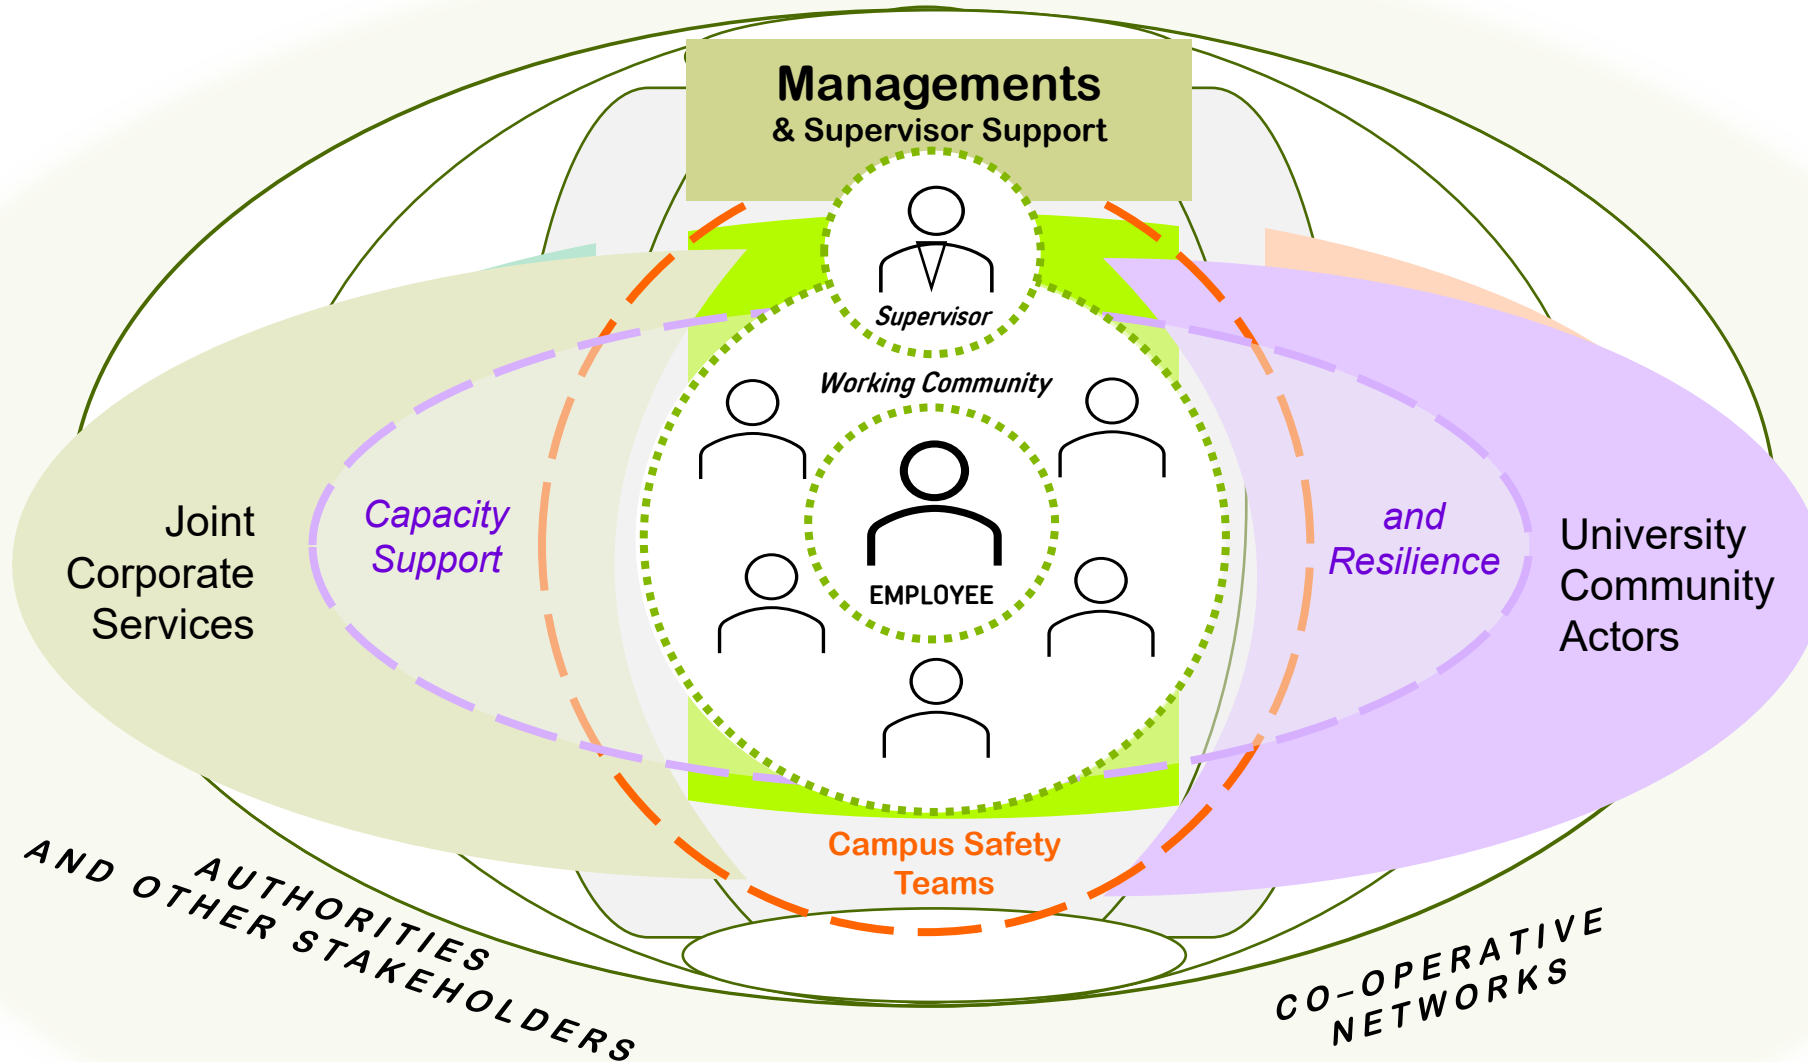 Managements
& Supervisor Support
Supervisor
Working Community
EMPLOYEE
Joint
Corporate
Services
Capacity
Support
and
Resilience
University
Community
Actors
Campus Safety
Teams
AUTHORITIES
AND OTHER STAKEHOLDERS
CO-OPERATIVE
NETWORKS